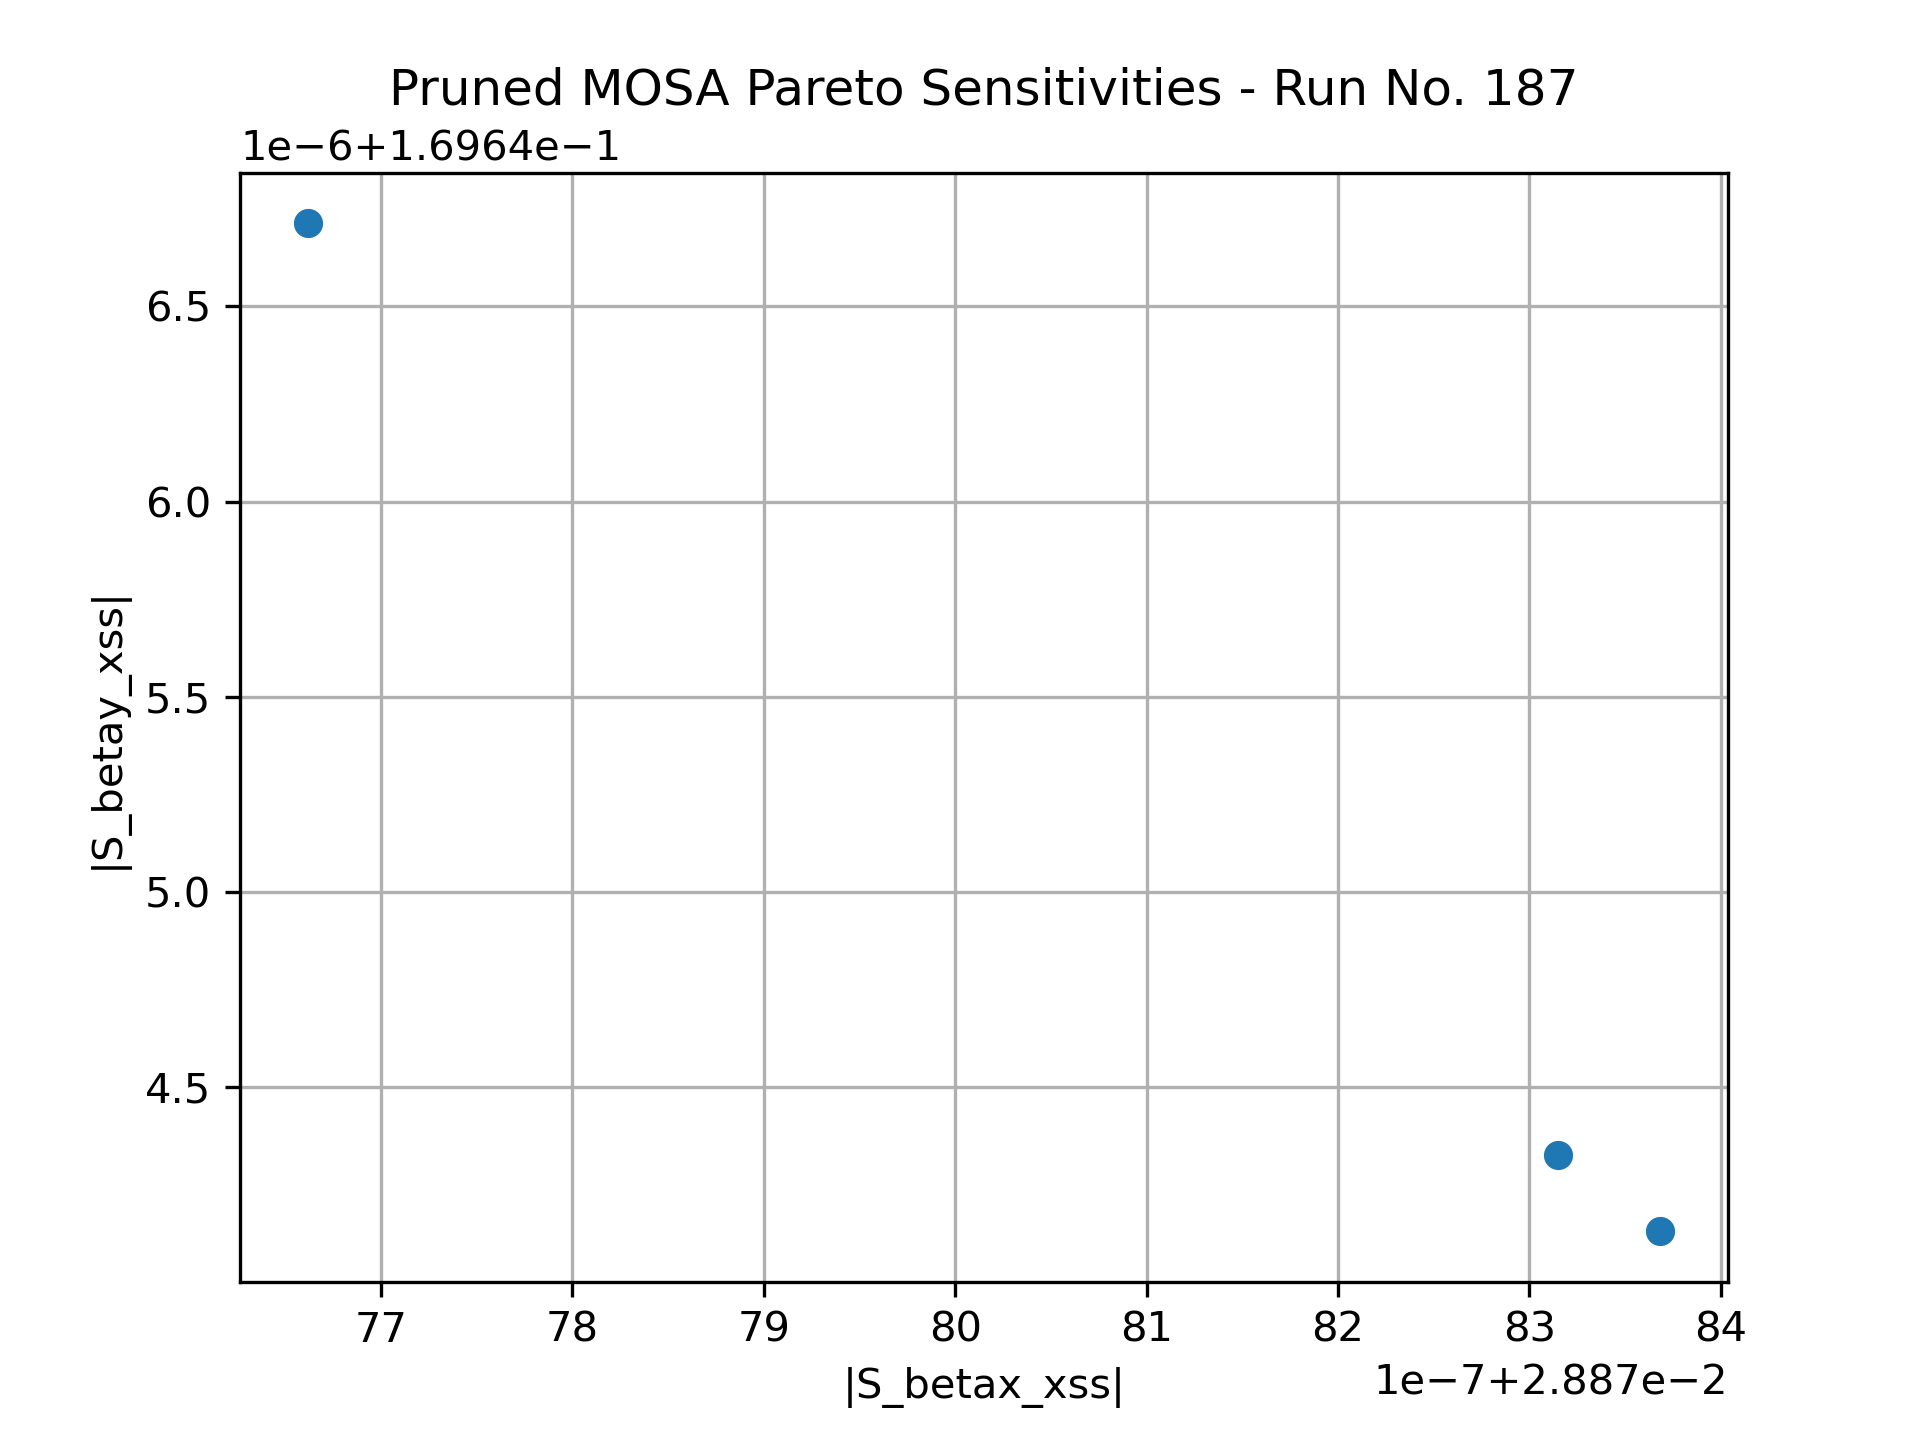 Pruned MOSA Pareto Sensitivities - Run No. 187
1e−6+1.6964e−1
6.5
6.0
5.5
5.0
4.5
|S_betay_xss|
77 78 79 80 81 82 83 84
|S_betax_xss|
1e−7+2.887e−2